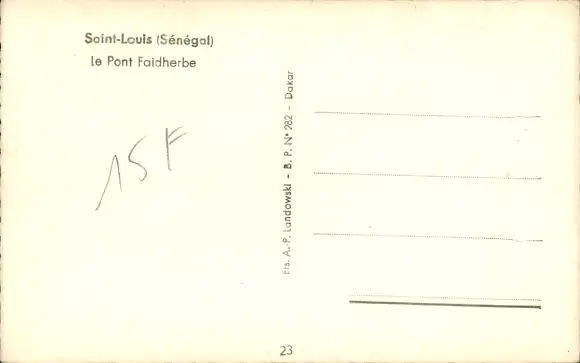 Saint-Louis (Sénégal)
Le Pont Faidherbe
15F
Ets. A.-P. Landowski - B. P. N° 282 - Dakar
23